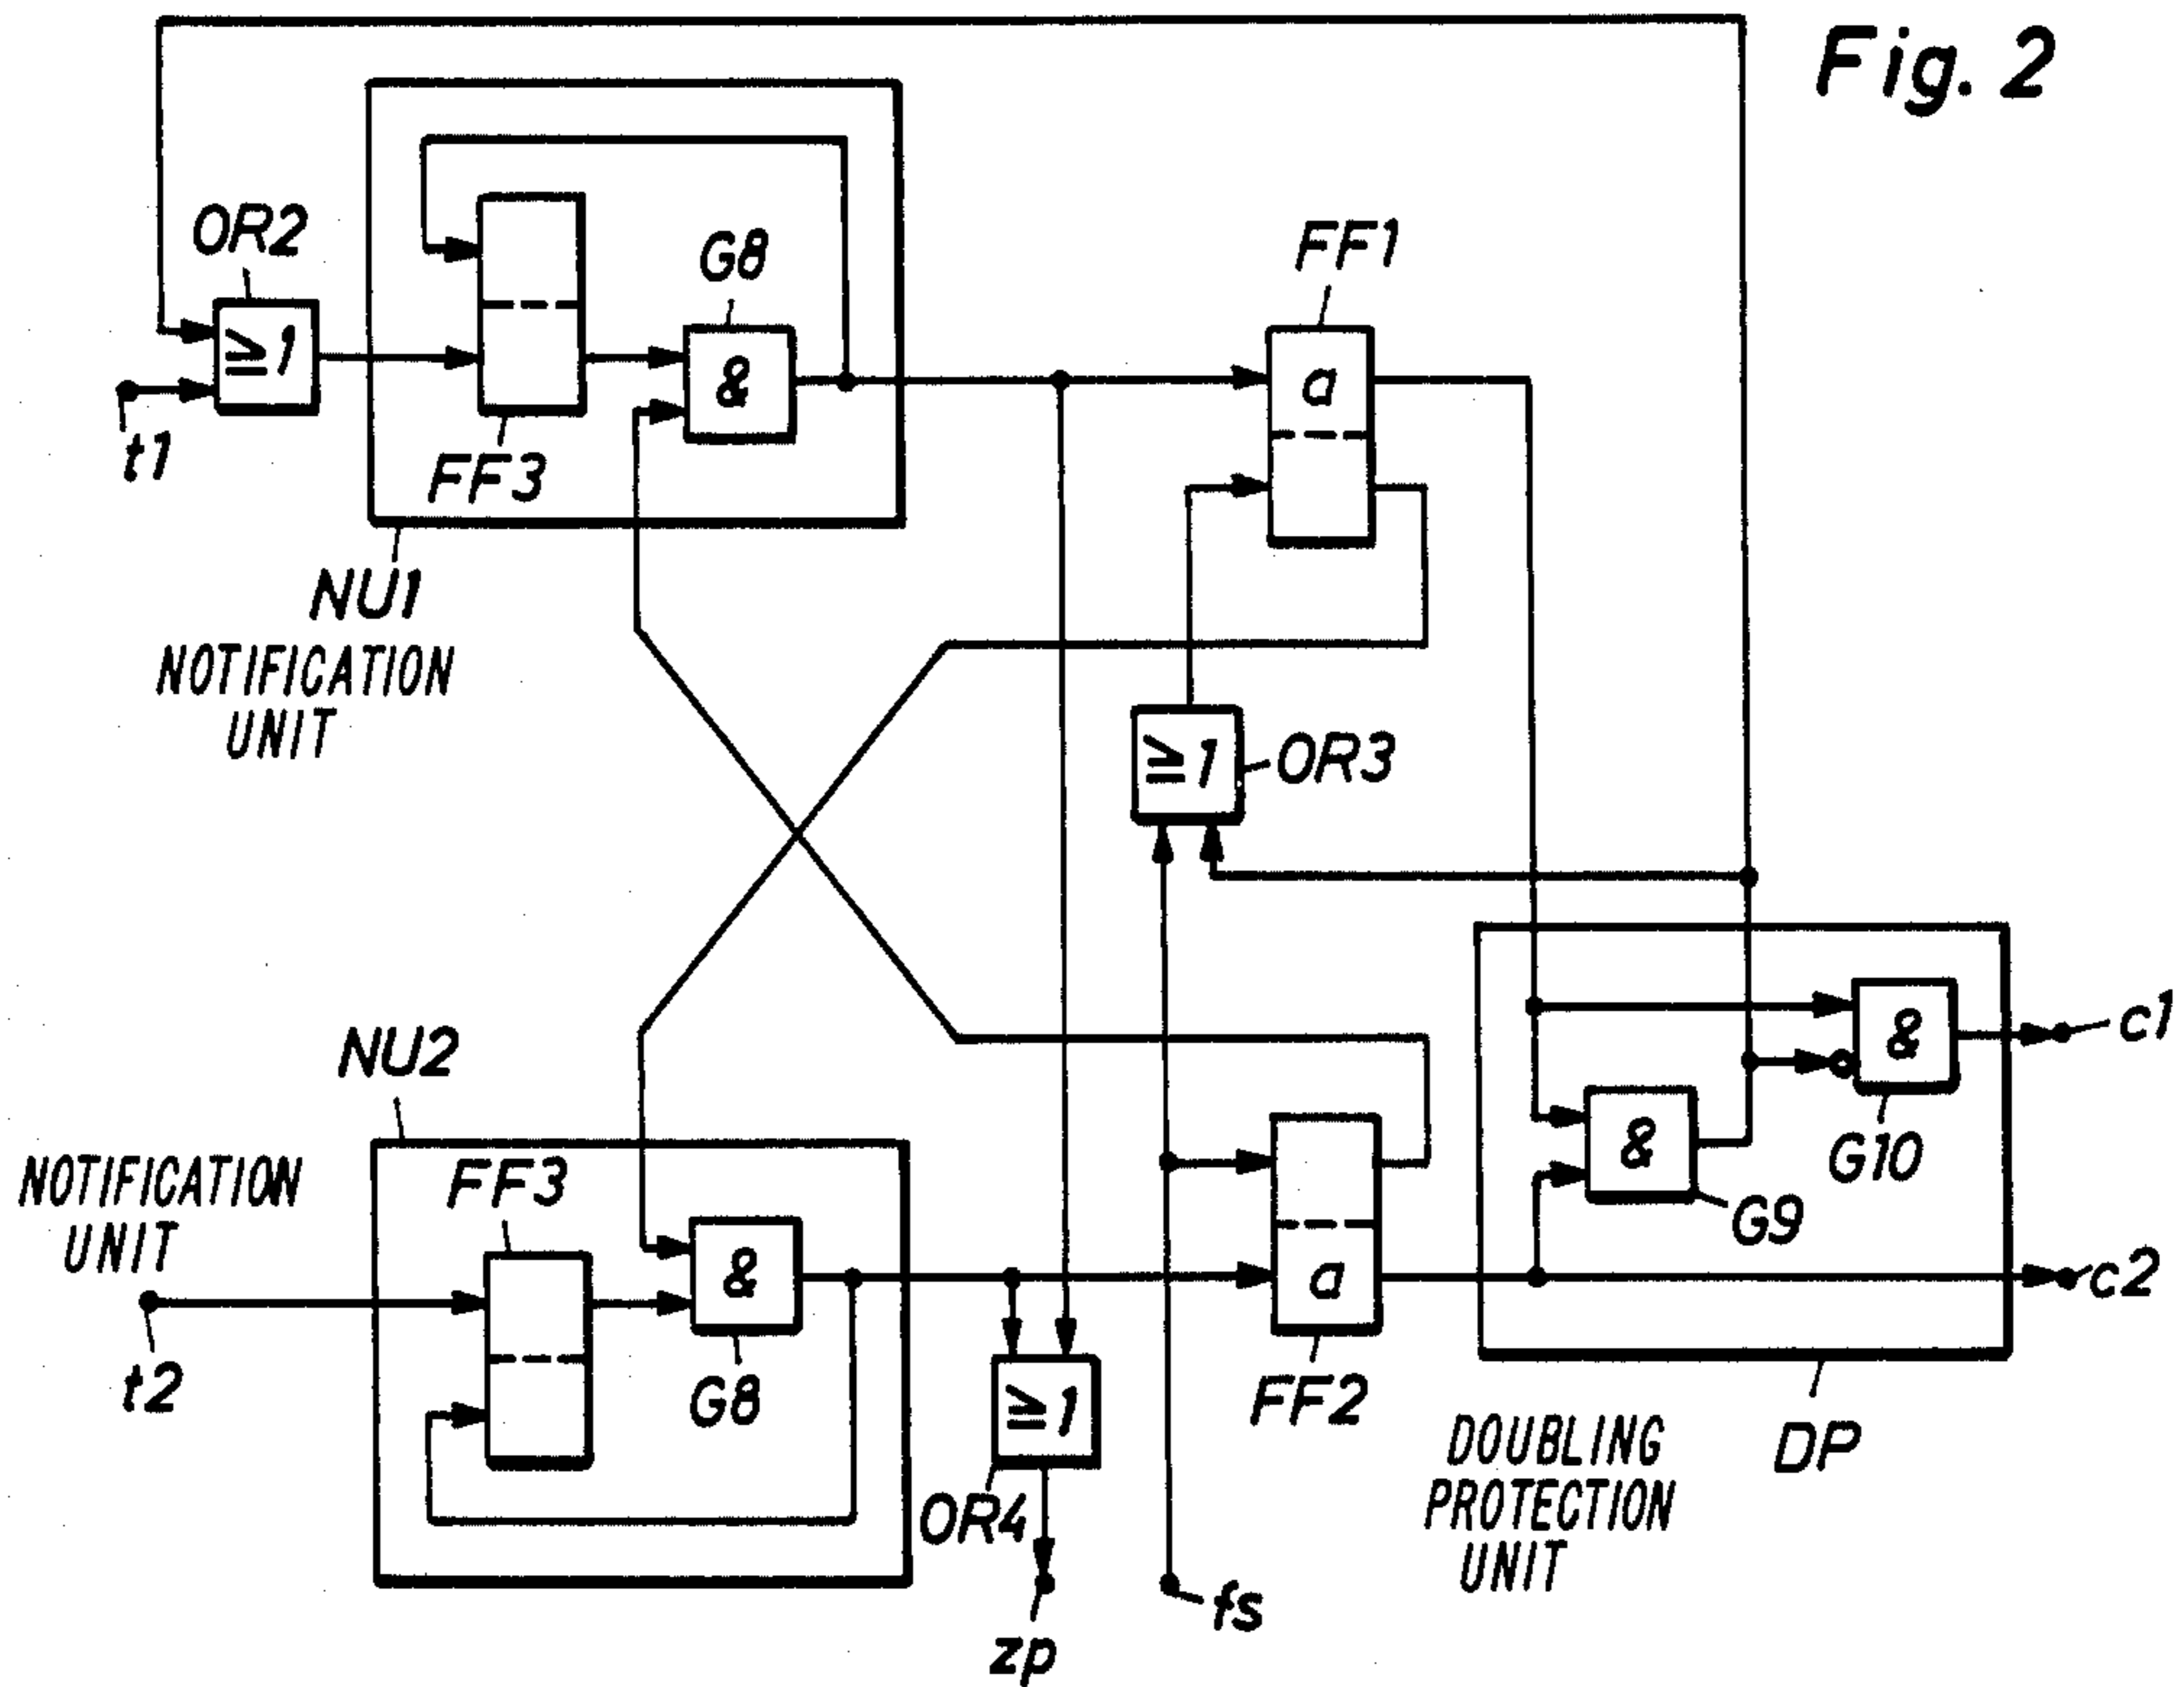 Fig. 2
OR2
≥1
t1
FF3
G8
&
NU1
NOTIFICATION
UNIT
FF1
a
≥1
OR3
NU2
NOTIFICATION
UNIT
FF3
t2
&
G8
≥1
OR4
zp
fs
a
FF2
&
G9
&
G10
c1
c2
DP
DOUBLING
PROTECTION
UNIT